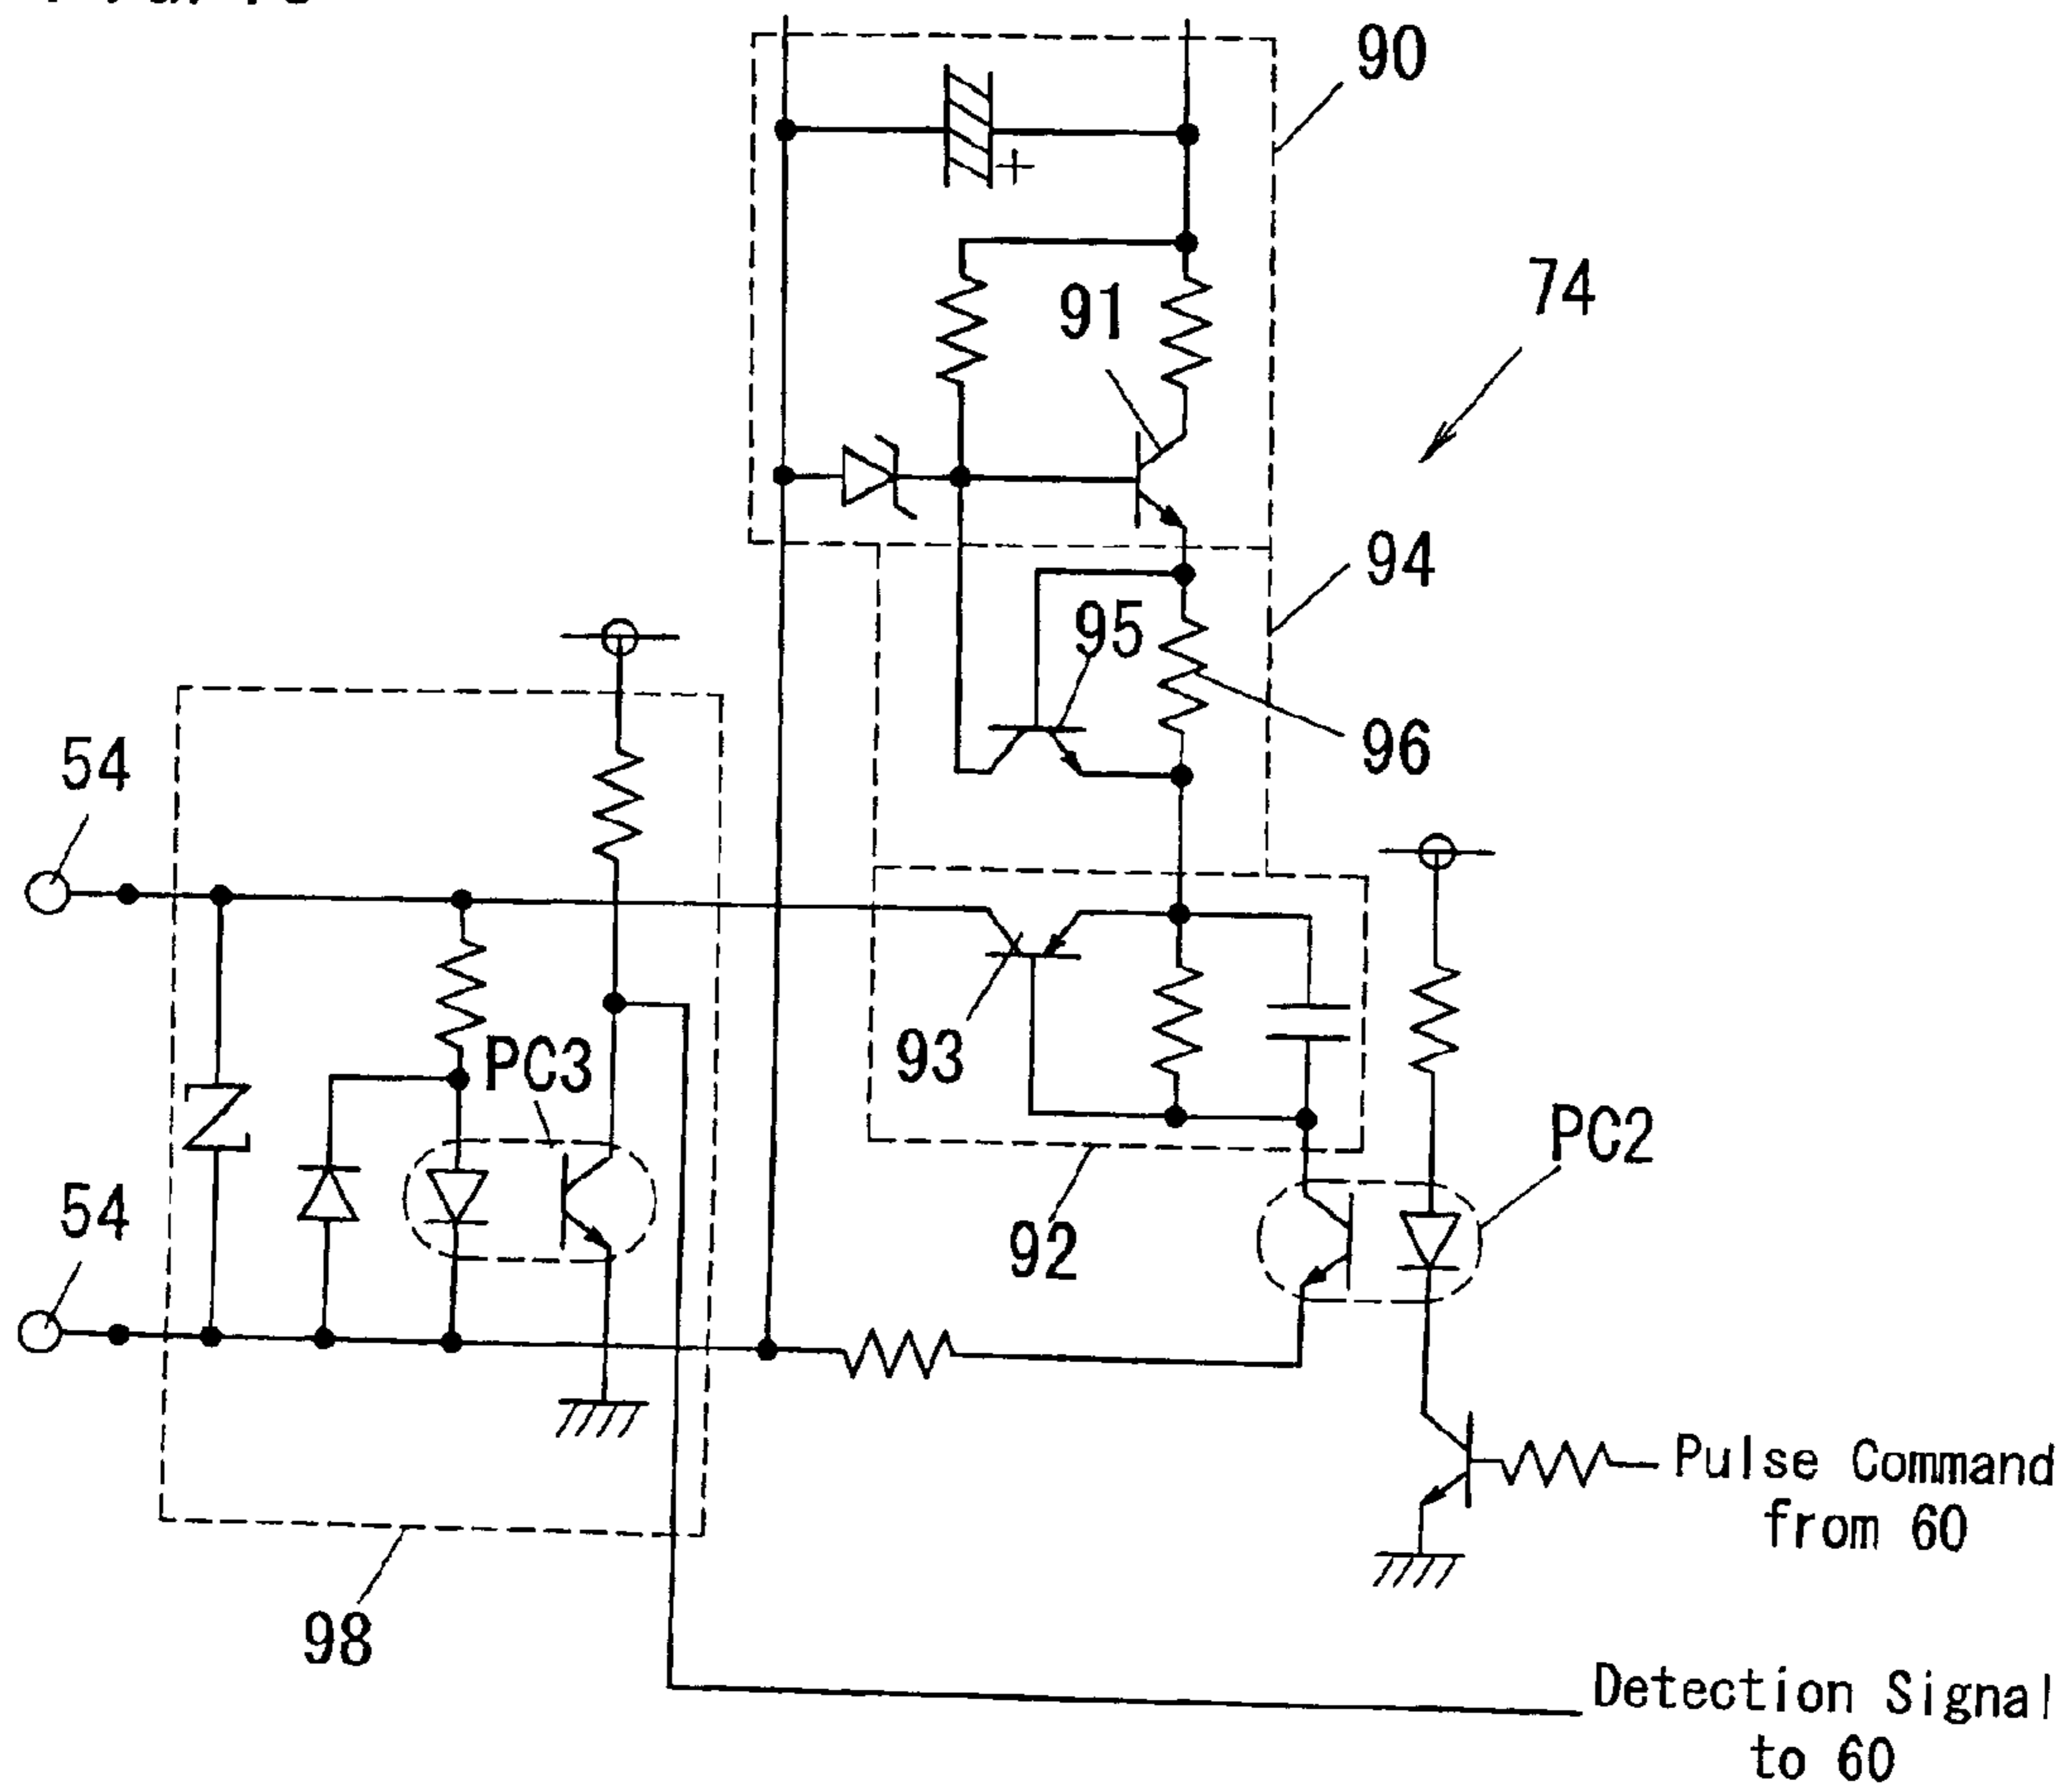 90
74
91
94
95
96
54
93
PC3
PC2
54
92
Pulse Command
from 60
98
Detection Signal
to 60